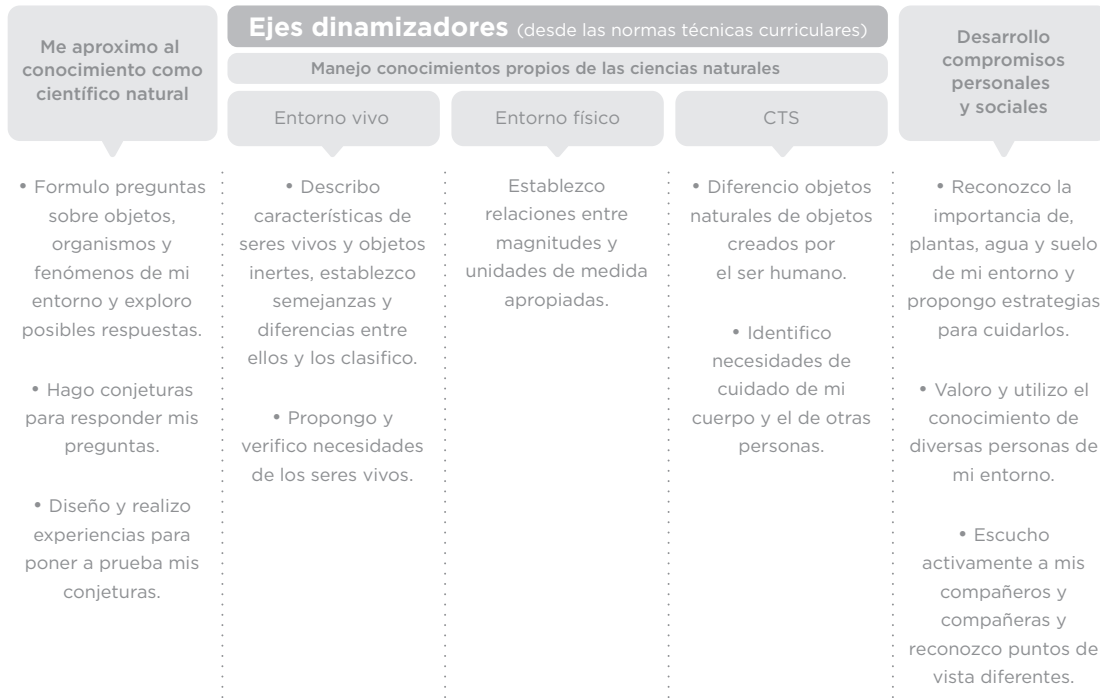 Me aproximo al
conocimiento como
científico natural
Ejes dinamizadores (desde las normas técnicas curriculares)
Manejo conocimientos propios de las ciencias naturales
Entorno vivo
Entorno físico
CTS
Desarrollo
compromisos
personales
y sociales
• Formulo preguntas
sobre objetos,
organismos y
fenómenos de mi
entorno y exploro
posibles respuestas.
• Hago conjeturas
para responder mis
preguntas.
• Diseño y realizo
experiencias para
poner a prueba mis
conjeturas.
• Describo
características de
seres vivos y objetos
inertes, establezco
semejanzas y
diferencias entre
ellos y los clasifico.
• Propongo y
verifico necesidades
de los seres vivos.
Establezco
relaciones entre
magnitudes y
unidades de medida
apropiadas.
• Diferencio objetos
naturales de objetos
creados por
el ser humano.
• Identifico
necesidades de
cuidado de mi
cuerpo y el de otras
personas.
• Reconozco la
importancia de,
plantas, agua y suelo
de mi entorno y
propongo estrategias
para cuidarlos.
• Valoro y utilizo el
conocimiento de
diversas personas de
mi entorno.
• Escucho
activamente a mis
compañeros y
compañeras y
reconozco puntos de
vista diferentes.